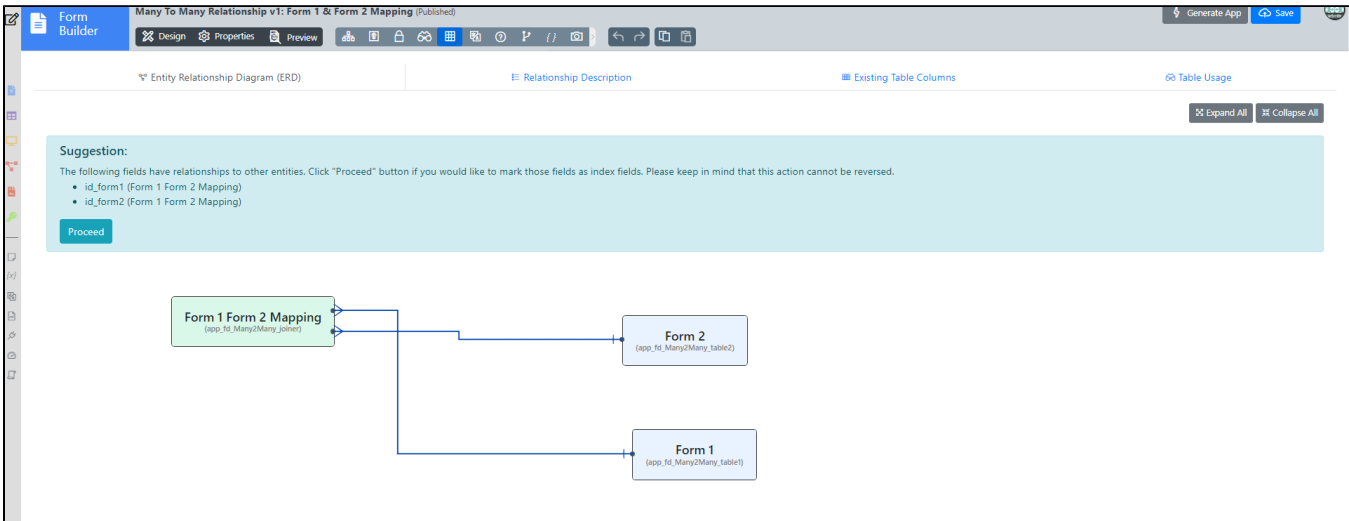 Form Builder
Many To Many Relationship v1: Form 1 & Form 2 Mapping (Published)
Generate App
Save
Design
Properties
Preview
Entity Relationship Diagram (ERD)
Relationship Description
Existing Table Columns
Table Usage
Expand All
Collapse All
Suggestion:
The following fields have relationships to other entities. Click "Proceed" button if you would like to mark those fields as index fields. Please keep in mind that this action cannot be reversed.
id_form1 (Form 1 Form 2 Mapping)
id_form2 (Form 1 Form 2 Mapping)
Proceed
Form 1 Form 2 Mapping
(app_fd_Many2Many_joiner)
Form 2
(app_fd_Many2Many_table2)
Form 1
(app_fd_Many2Many_table1)